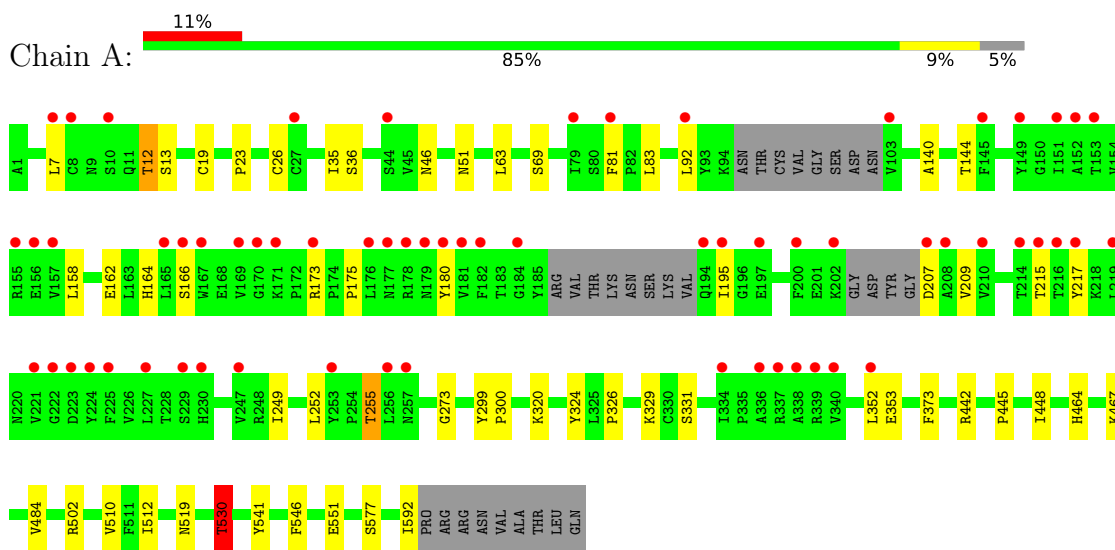 11%
Chain A:
85% 9% 5%
A1 L7 C8 N9 S10 Q11 T12 S13 C19 P23 C26 C27 I35 S36 S44 V45 N46 N51 L63 S69 I79 S80 F81 P82 L83 L92 Y93 K94 ASN THR CYS VAL GLY SER ASP ASN V103 A140 T144 F145 Y149 G150 I151 A152 T153 V154
R155 E156 V157 L158 E162 L163 H164 L165 S166 W167 E168 V169 G170 K171 P172 R173 P174 P175 L176 N177 R178 N179 Y180 V181 F182 T183 G184 Y185 ARG VAL THR LYS ASN SER LYS VAL Q194 I195 G196 E197 F200 E201 K202 GLY ASP TYR GLY D207 A208 V209 V210 T214 T215 T216 Y217 K218 L219
N220 V221 G222 D223 Y224 F225 V226 L227 T228 S229 H230 V247 R248 I249 L252 Y253 P254 T255 L256 N257 G273 Y299 P300 K320 Y324 L325 P326 K329 C330 S331 I334 P335 A336 R337 A338 R339 V340 L352 E353 F373 R442 P445 I448 H464 K467
V484 R502 V510 F511 I512 N519 T530 Y541 F546 E551 S577 I592 PRO ARG ARG ASN VAL ALA THR LEU GLN